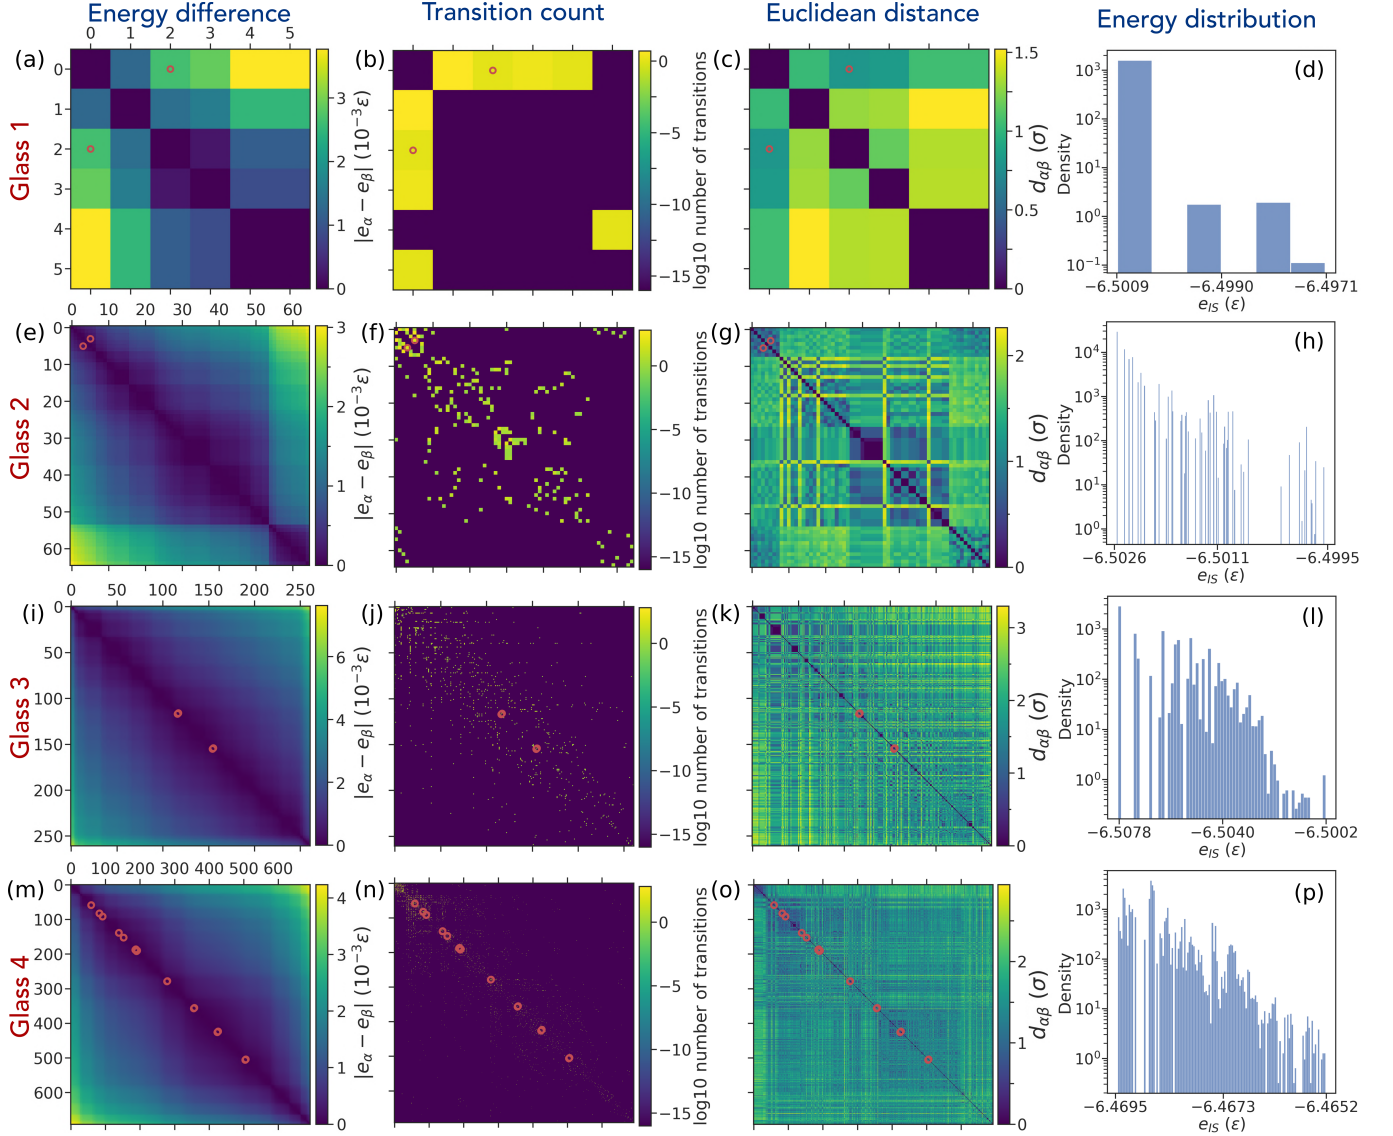 Energy difference
Transition count
Euclidean distance
Energy distribution
Glass 1
(a)
0 1 2 3 4 5
0
1
2
3
4
5
3
2
1
0
|eα − eβ| (10⁻³ε)
(b)
0
−5
−10
−15
log10 number of transitions
(c)
1.5
1
0.5
0
dαβ (σ)
(d)
Density
10³
10²
10¹
10⁰
10⁻¹
−6.5009 −6.4990 −6.4971
eIS (ε)
Glass 2
(e)
0 10 20 30 40 50 60
0
10
20
30
40
50
60
3
2
1
0
|eα − eβ| (10⁻³ε)
(f)
0
−5
−10
−15
log10 number of transitions
(g)
2
1
0
dαβ (σ)
(h)
Density
10⁴
10³
10²
10¹
10⁰
−6.5026 −6.5011 −6.4995
eIS (ε)
Glass 3
(i)
0 50 100 150 200 250
0
50
100
150
200
250
6
4
2
0
|eα − eβ| (10⁻³ε)
(j)
0
−5
−10
−15
log10 number of transitions
(k)
3
2
1
0
dαβ (σ)
(l)
Density
10³
10²
10¹
10⁰
−6.5078 −6.5040 −6.5002
eIS (ε)
Glass 4
(m)
0 100 200 300 400 500 600
0
100
200
300
400
500
600
4
3
2
1
0
|eα − eβ| (10⁻³ε)
(n)
0
−5
−10
−15
log10 number of transitions
(o)
2
1
0
dαβ (σ)
(p)
Density
10³
10²
10¹
10⁰
−6.4695 −6.4673 −6.4652
eIS (ε)